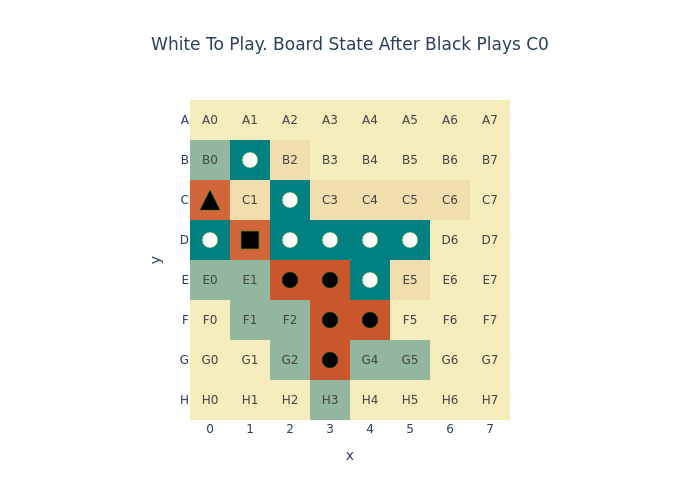 White To Play. Board State After Black Plays C0
A A0 A1 A2 A3 A4 A5 A6 A7
B B0 B2 B3 B4 B5 B6 B7
C C1 C3 C4 C5 C6 C7
D D6 D7
y
E E0 E1 E5 E6 E7
F F0 F1 F2 F5 F6 F7
G G0 G1 G2 G4 G5 G6 G7
H H0 H1 H2 H3 H4 H5 H6 H7
0 1 2 3 4 5 6 7
x